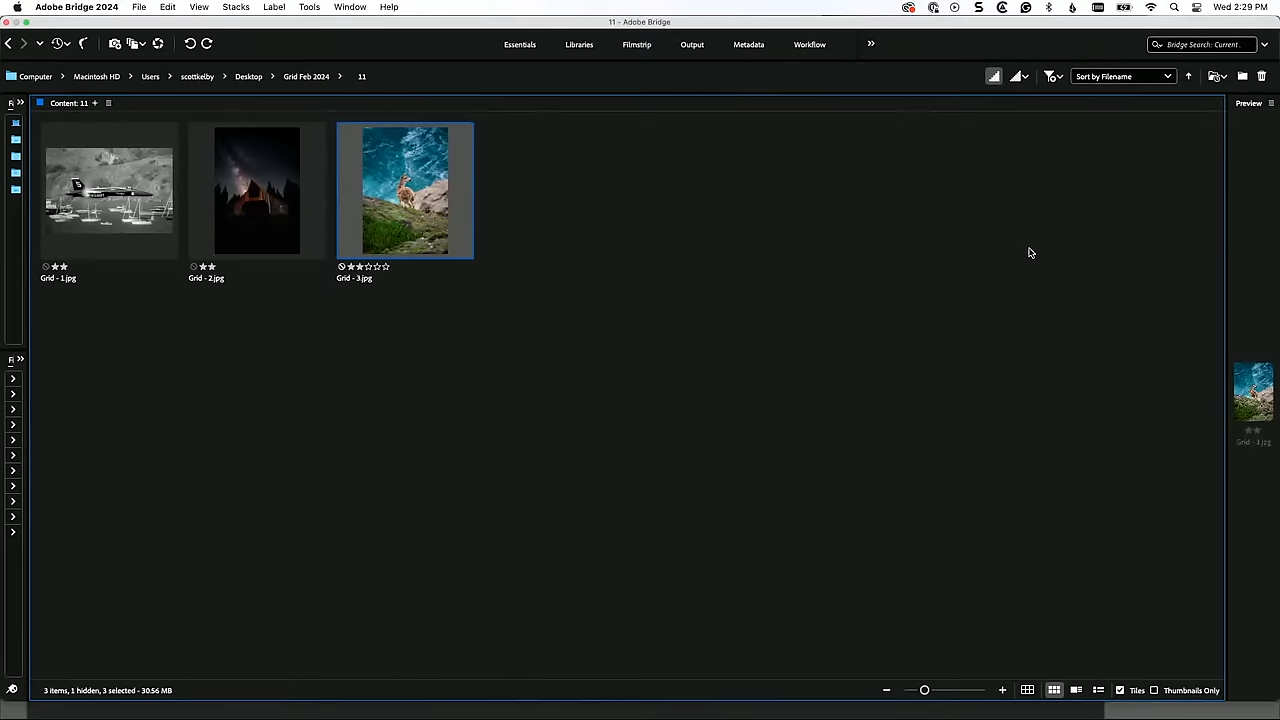 Adobe Bridge 2024 File Edit View Stacks Label Tools Window Help Wed 2:29 PM
11 - Adobe Bridge
Essentials Libraries Filmstrip Output Metadata Workflow Bridge Search: Current
Computer Macintosh HD Users scottkelby Desktop Grid Feb 2024 11 Sort by Filename
Content: 11 Preview
Grid - 1.jpg Grid - 2.jpg Grid - 3.jpg
Grid - 3.jpg
3 items, 1 hidden, 3 selected - 30.56 MB Tiles Thumbnails Only